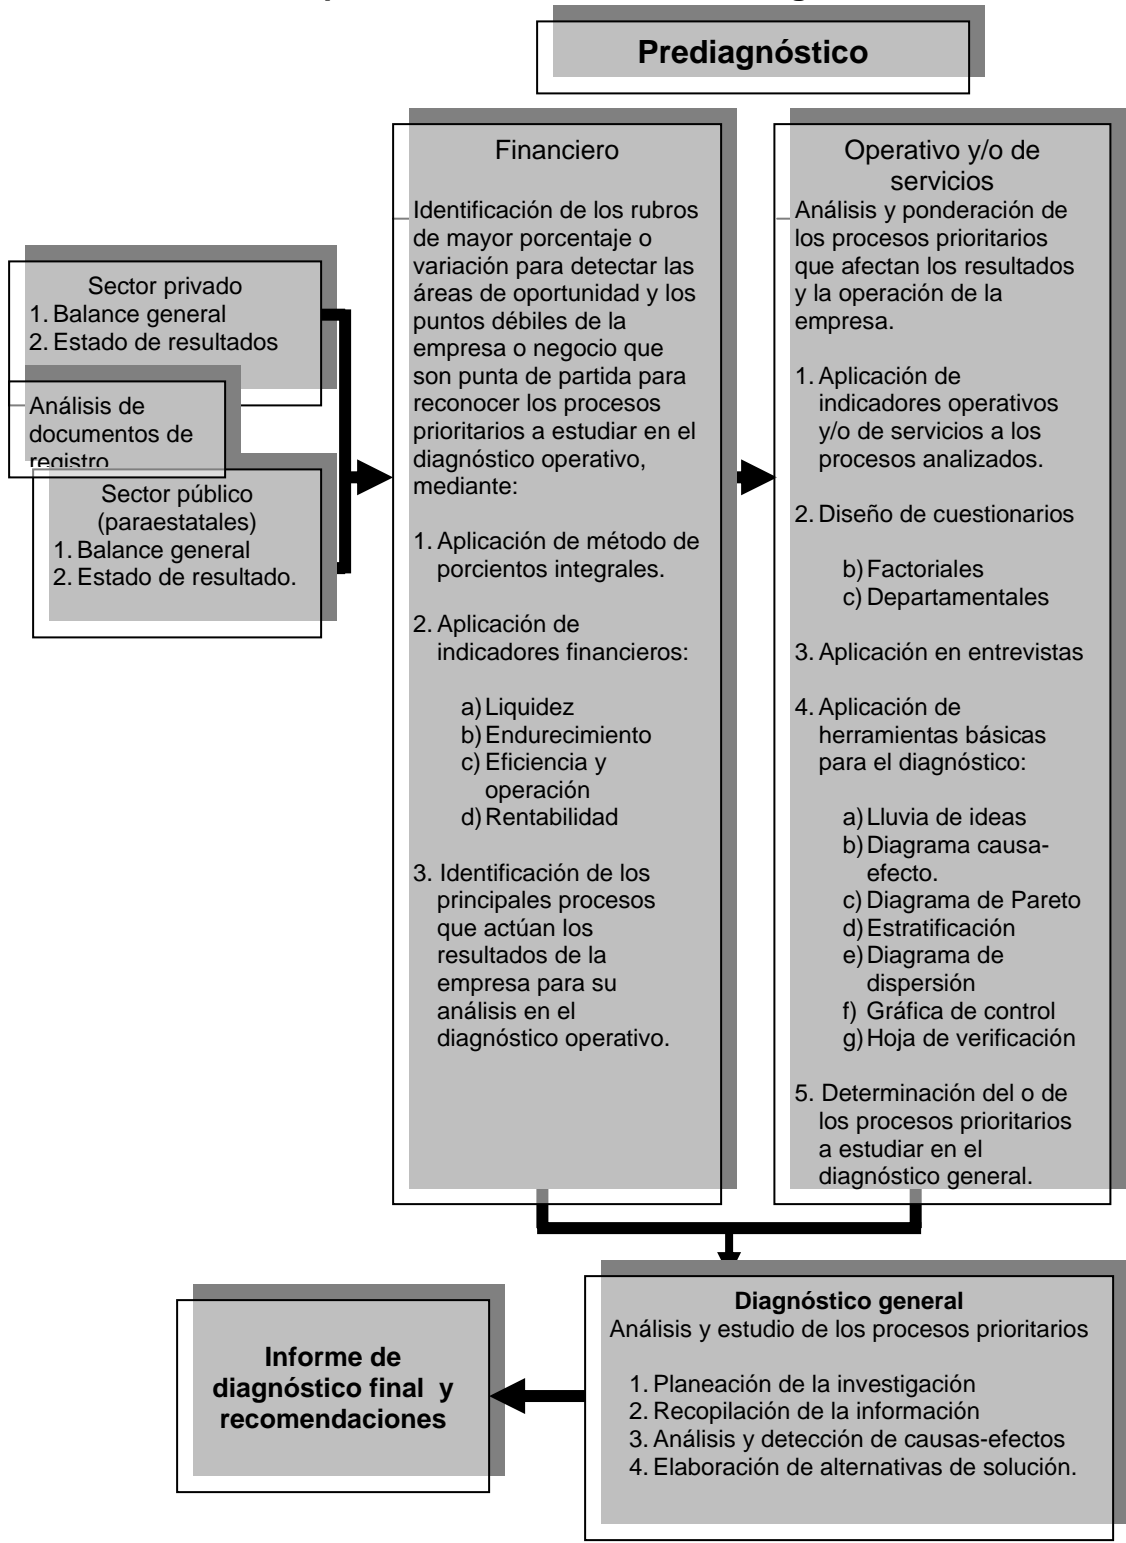 Prediagnóstico
Sector privado
1. Balance general
2. Estado de resultados
Análisis de
documentos de
registro
Sector público
(paraestatales)
1. Balance general
2. Estado de resultado.
Financiero
Identificación de los rubros
de mayor porcentaje o
variación para detectar las
áreas de oportunidad y los
puntos débiles de la
empresa o negocio que
son punta de partida para
reconocer los procesos
prioritarios a estudiar en el
diagnóstico operativo,
mediante:
1. Aplicación de método de
porcientos integrales.
2. Aplicación de
indicadores financieros:
a) Liquidez
b) Endurecimiento
c) Eficiencia y
operación
d) Rentabilidad
3. Identificación de los
principales procesos
que actúan los
resultados de la
empresa para su
análisis en el
diagnóstico operativo.
Operativo y/o de
servicios
Análisis y ponderación de
los procesos prioritarios
que afectan los resultados
y la operación de la
empresa.
1. Aplicación de
indicadores operativos
y/o de servicios a los
procesos analizados.
2. Diseño de cuestionarios
b) Factoriales
c) Departamentales
3. Aplicación en entrevistas
4. Aplicación de
herramientas básicas
para el diagnóstico:
a) Lluvia de ideas
b) Diagrama causa-
efecto.
c) Diagrama de Pareto
d) Estratificación
e) Diagrama de
dispersión
f) Gráfica de control
g) Hoja de verificación
5. Determinación del o de
los procesos prioritarios
a estudiar en el
diagnóstico general.
Diagnóstico general
Análisis y estudio de los procesos prioritarios
1. Planeación de la investigación
2. Recopilación de la información
3. Análisis y detección de causas-efectos
4. Elaboración de alternativas de solución.
Informe de
diagnóstico final y
recomendaciones